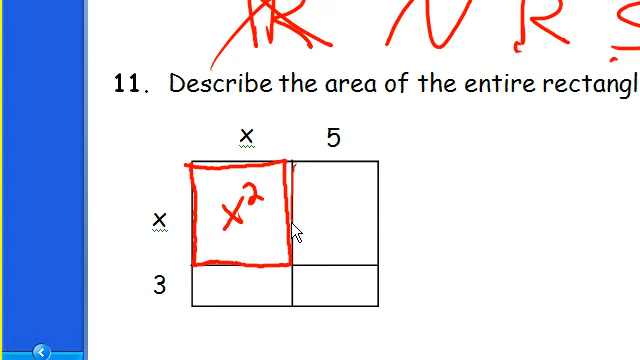 R N R S
11. Describe the area of the entire rectangl
x 5
x x²
3